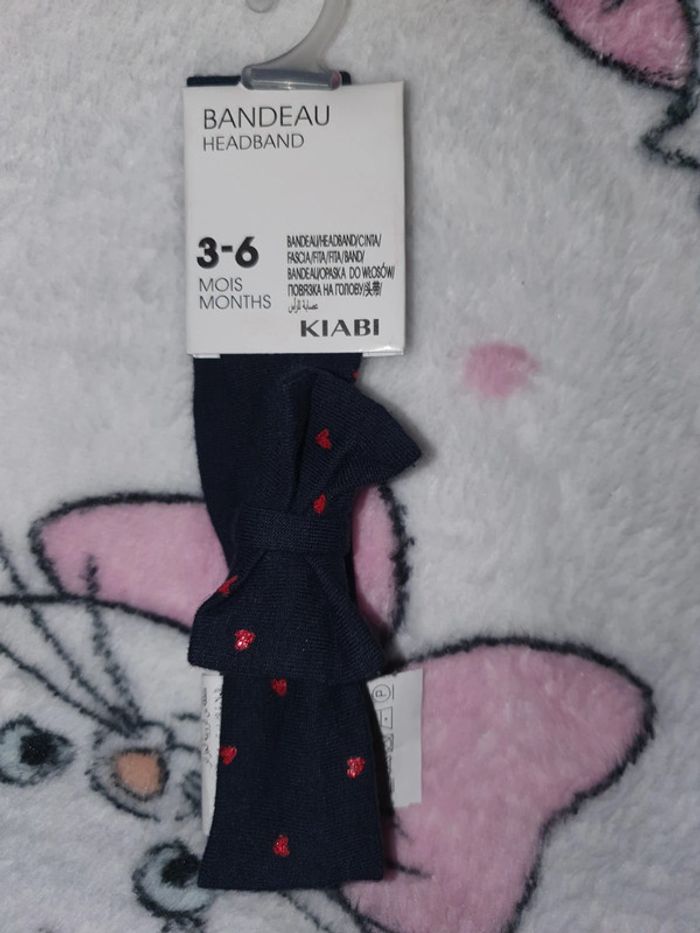 BANDEAU
HEADBAND
3-6
MOIS
MONTHS
BANDEAU/HEADBAND/CINTA/
FASCIA/FITA/FITA/BAND/
BANDEAU/OPASKA DO WŁOSÓW/
ПОВЯЗКА НА ГОЛОВУ/头带/
عصابة للرأس
KIABI
P